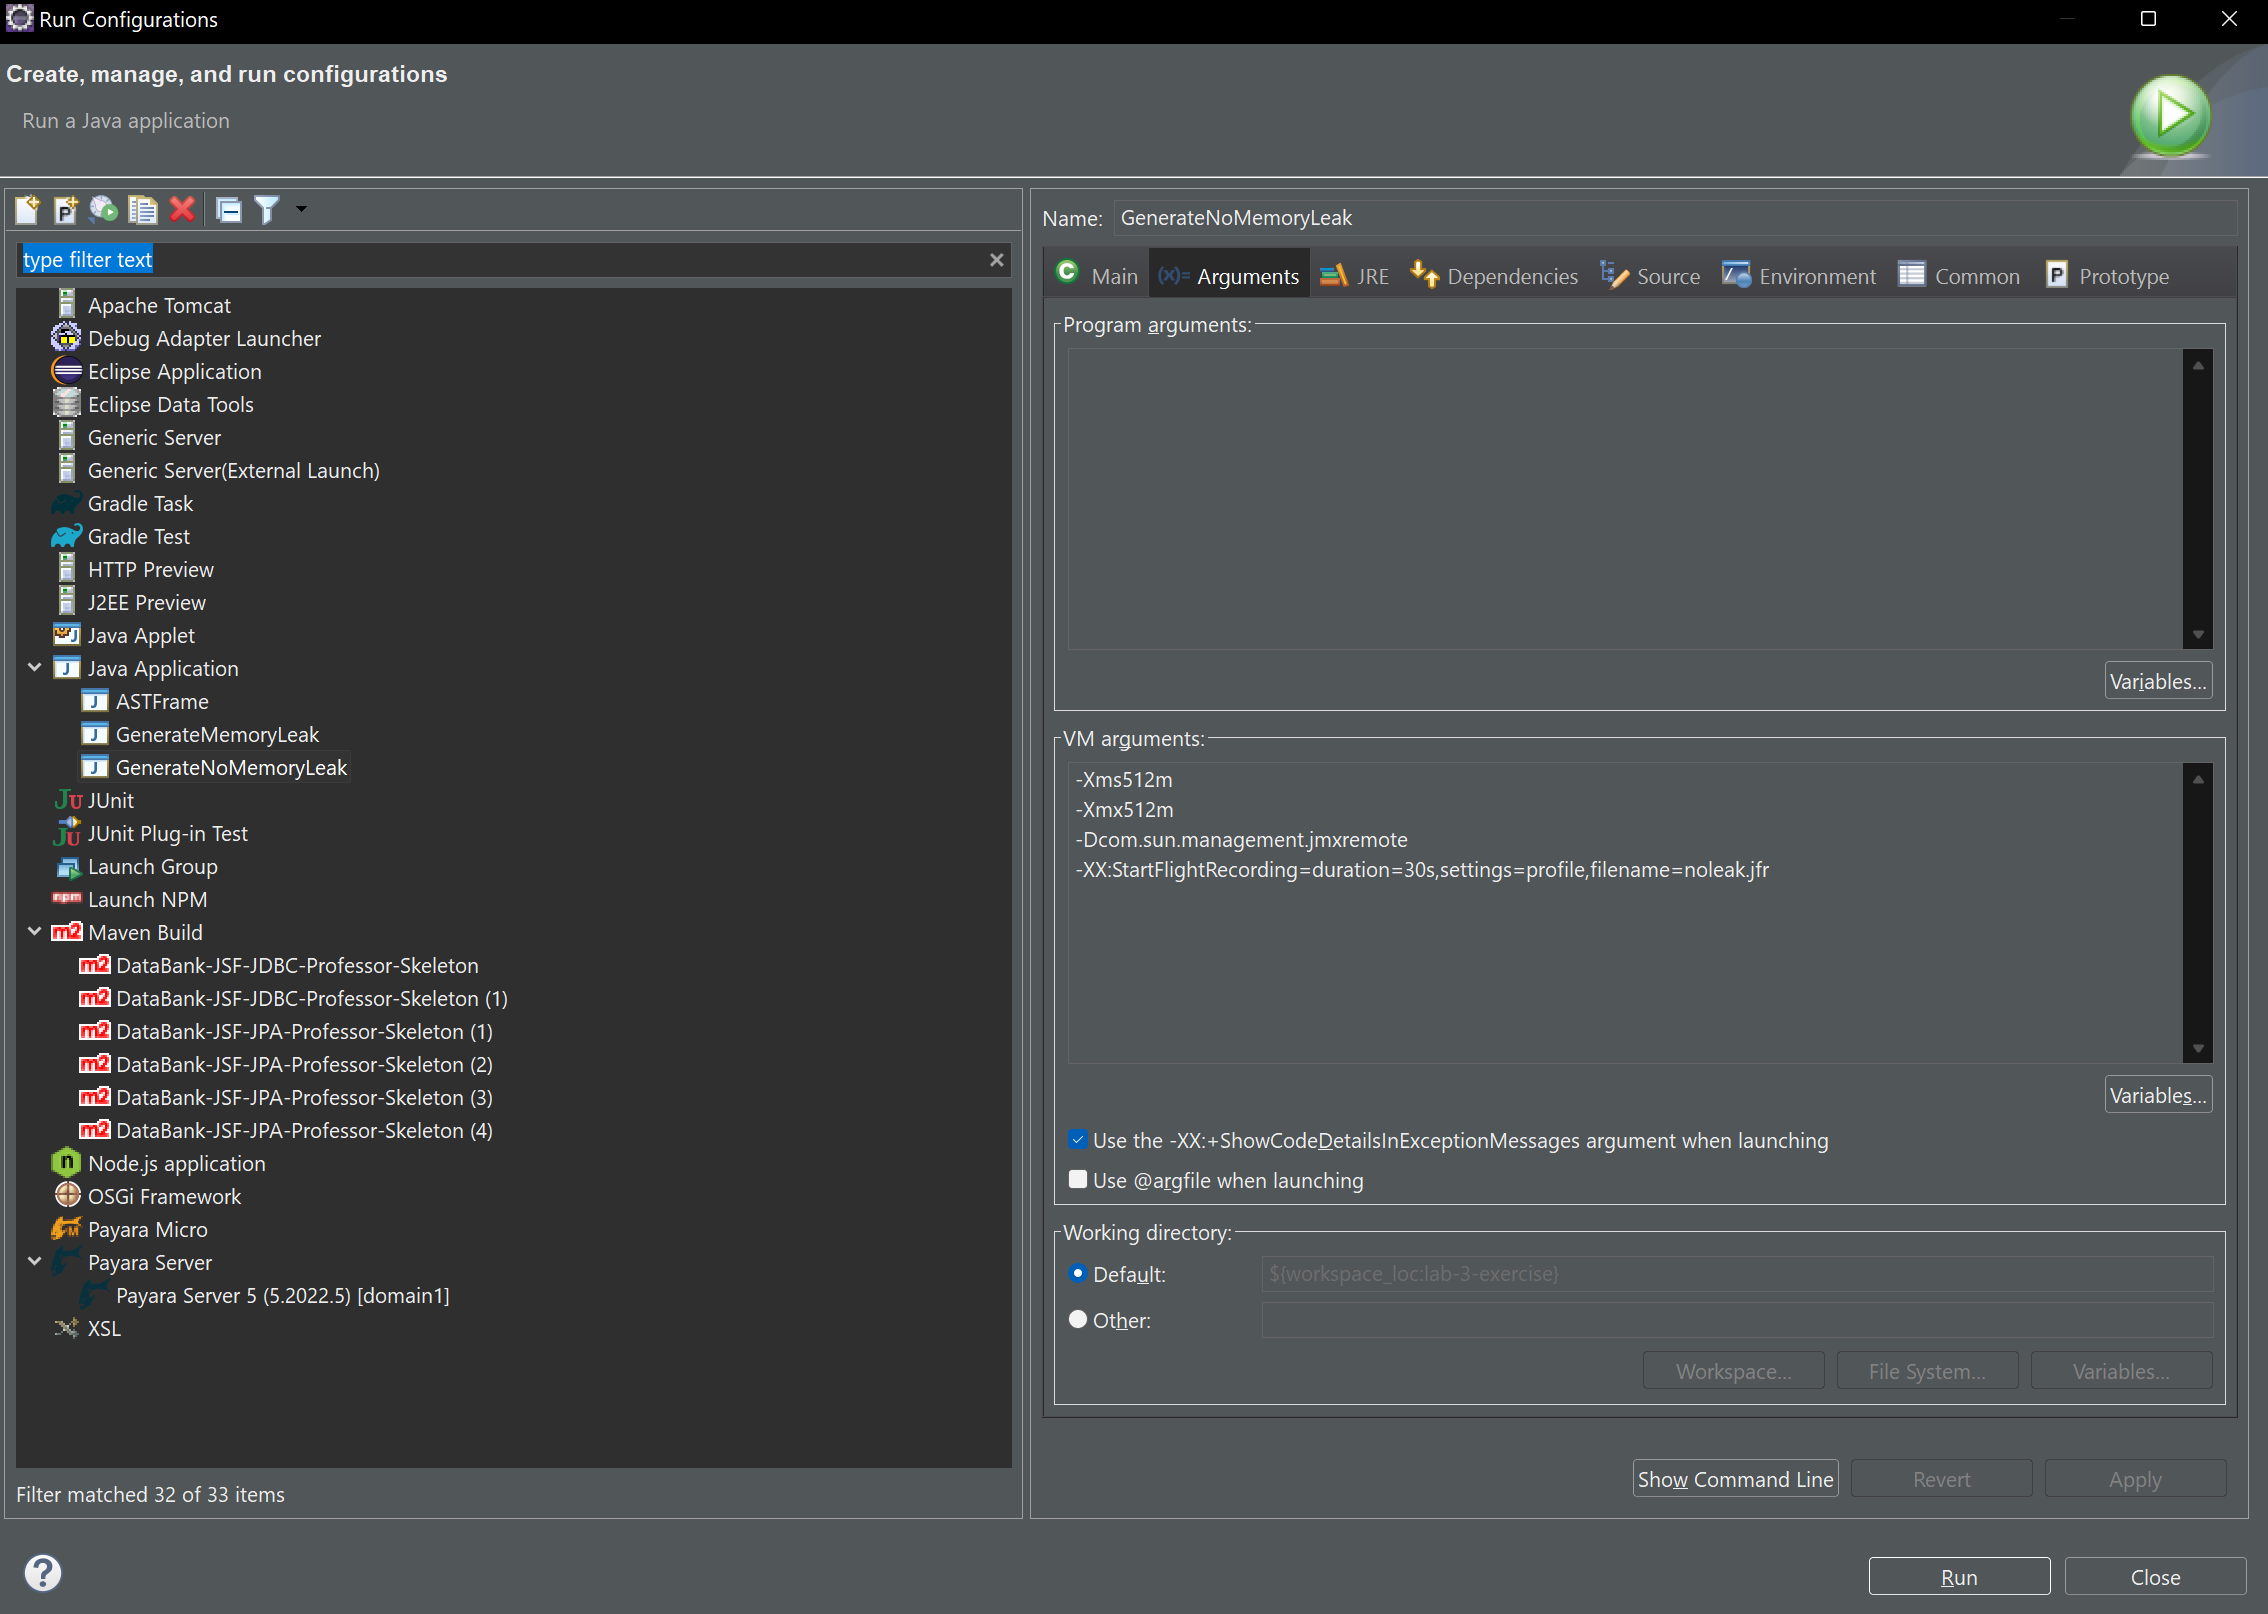 Run Configurations
Create, manage, and run configurations
Run a Java application
type filter text
Apache Tomcat
Debug Adapter Launcher
Eclipse Application
Eclipse Data Tools
Generic Server
Generic Server(External Launch)
Gradle Task
Gradle Test
HTTP Preview
J2EE Preview
Java Applet
Java Application
ASTFrame
GenerateMemoryLeak
GenerateNoMemoryLeak
JUnit
JUnit Plug-in Test
Launch Group
Launch NPM
Maven Build
DataBank-JSF-JDBC-Professor-Skeleton
DataBank-JSF-JDBC-Professor-Skeleton (1)
DataBank-JSF-JPA-Professor-Skeleton (1)
DataBank-JSF-JPA-Professor-Skeleton (2)
DataBank-JSF-JPA-Professor-Skeleton (3)
DataBank-JSF-JPA-Professor-Skeleton (4)
Node.js application
OSGi Framework
Payara Micro
Payara Server
Payara Server 5 (5.2022.5) [domain1]
XSL
Filter matched 32 of 33 items
Name: GenerateNoMemoryLeak
Main (x)= Arguments JRE Dependencies Source Environment Common Prototype
Program arguments:
Variables...
VM arguments:
-Xms512m
-Xmx512m
-Dcom.sun.management.jmxremote
-XX:StartFlightRecording=duration=30s,settings=profile,filename=noleak.jfr
Variables...
Use the -XX:+ShowCodeDetailsInExceptionMessages argument when launching
Use @argfile when launching
Working directory:
Default: ${workspace_loc:lab-3-exercise}
Other:
Workspace... File System... Variables...
Show Command Line Revert Apply
Run Close